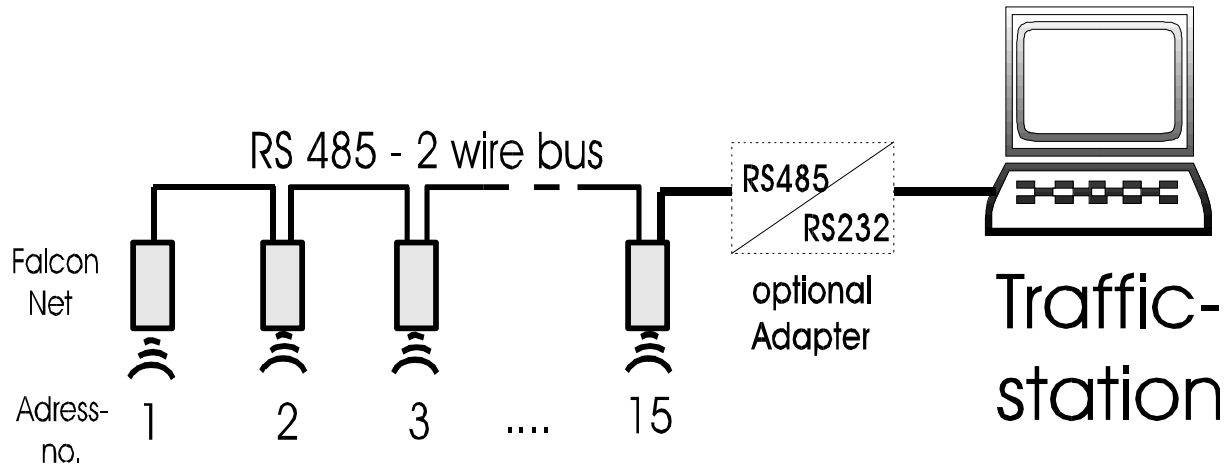 RS 485 - 2 wire bus
RS485
RS232
Falcon
Net
optional
Adapter
Traffic-
station
Adress-
no.
1 2 3 .... 15